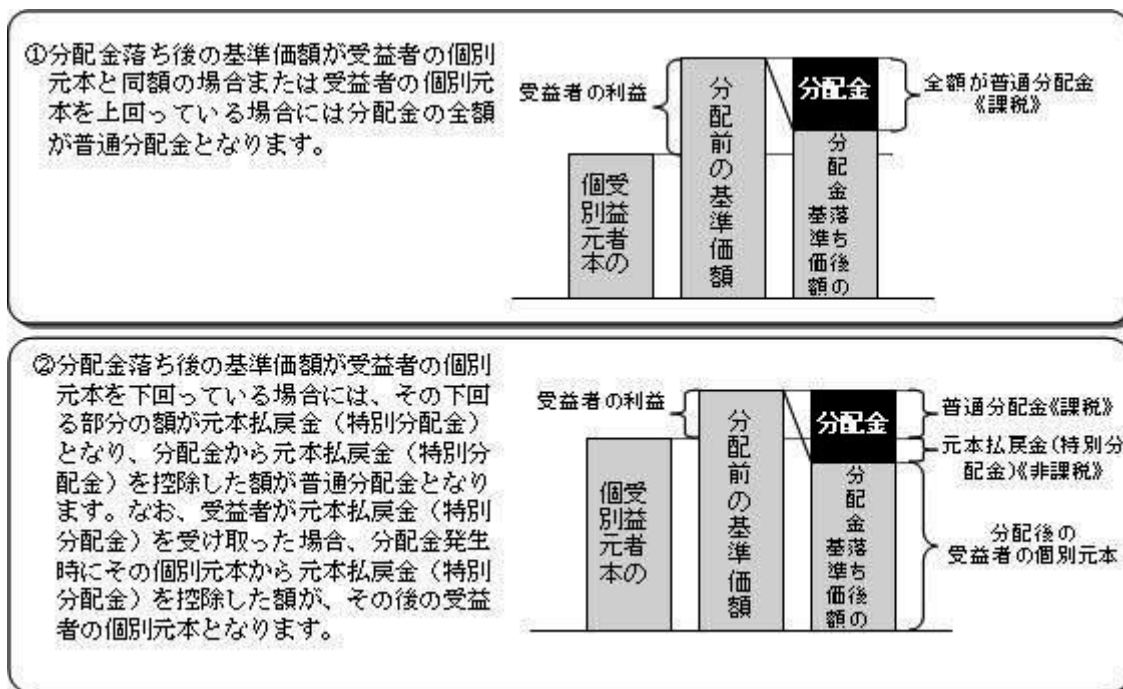 ①分配金落ち後の基準価額が受益者の個別
元本と同額の場合または受益者の個別元
本を上回っている場合には分配金の全額
が普通分配金となります。
受益者の利益
受益者の
個別元本
分配前の基準価額
分配金
分配金落ち後の
基準価額
全額が普通分配金
《課税》
②分配金落ち後の基準価額が受益者の個別
元本を下回っている場合には、その下回
る部分の額が元本払戻金（特別分配金）
となり、分配金から元本払戻金（特別分
配金）を控除した額が普通分配金となり
ます。なお、受益者が元本払戻金（特別
分配金）を受け取った場合、分配金発生
時にその個別元本から元本払戻金（特別
分配金）を控除した額が、その後の受益
者の個別元本となります。
受益者の利益
受益者の
個別元本
分配前の基準価額
分配金
分配金落ち後の
基準価額
普通分配金《課税》
元本払戻金(特別分
配金)《非課税》
分配後の
受益者の個別元本